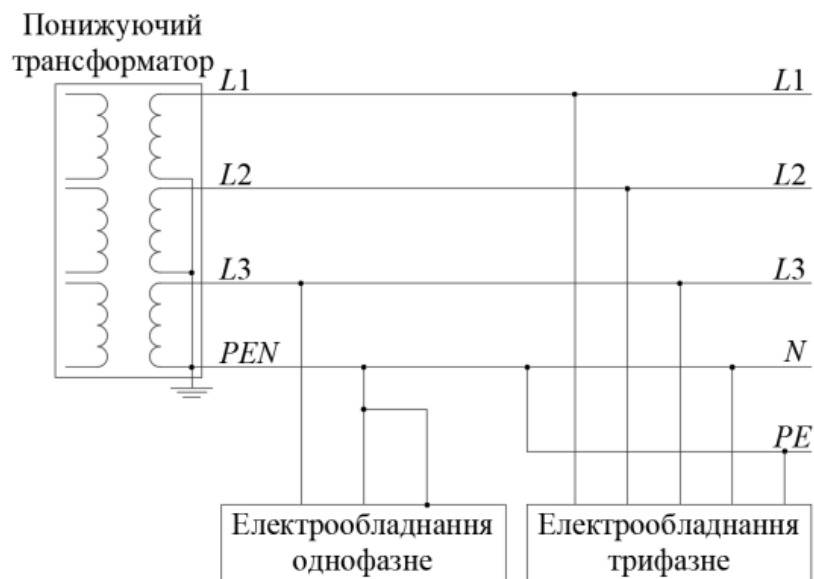 Понижуючий
трансформатор
L1 L1
L2 L2
L3 L3
PEN N
PE
Електрообладнання
однофазне
Електрообладнання
трифазне